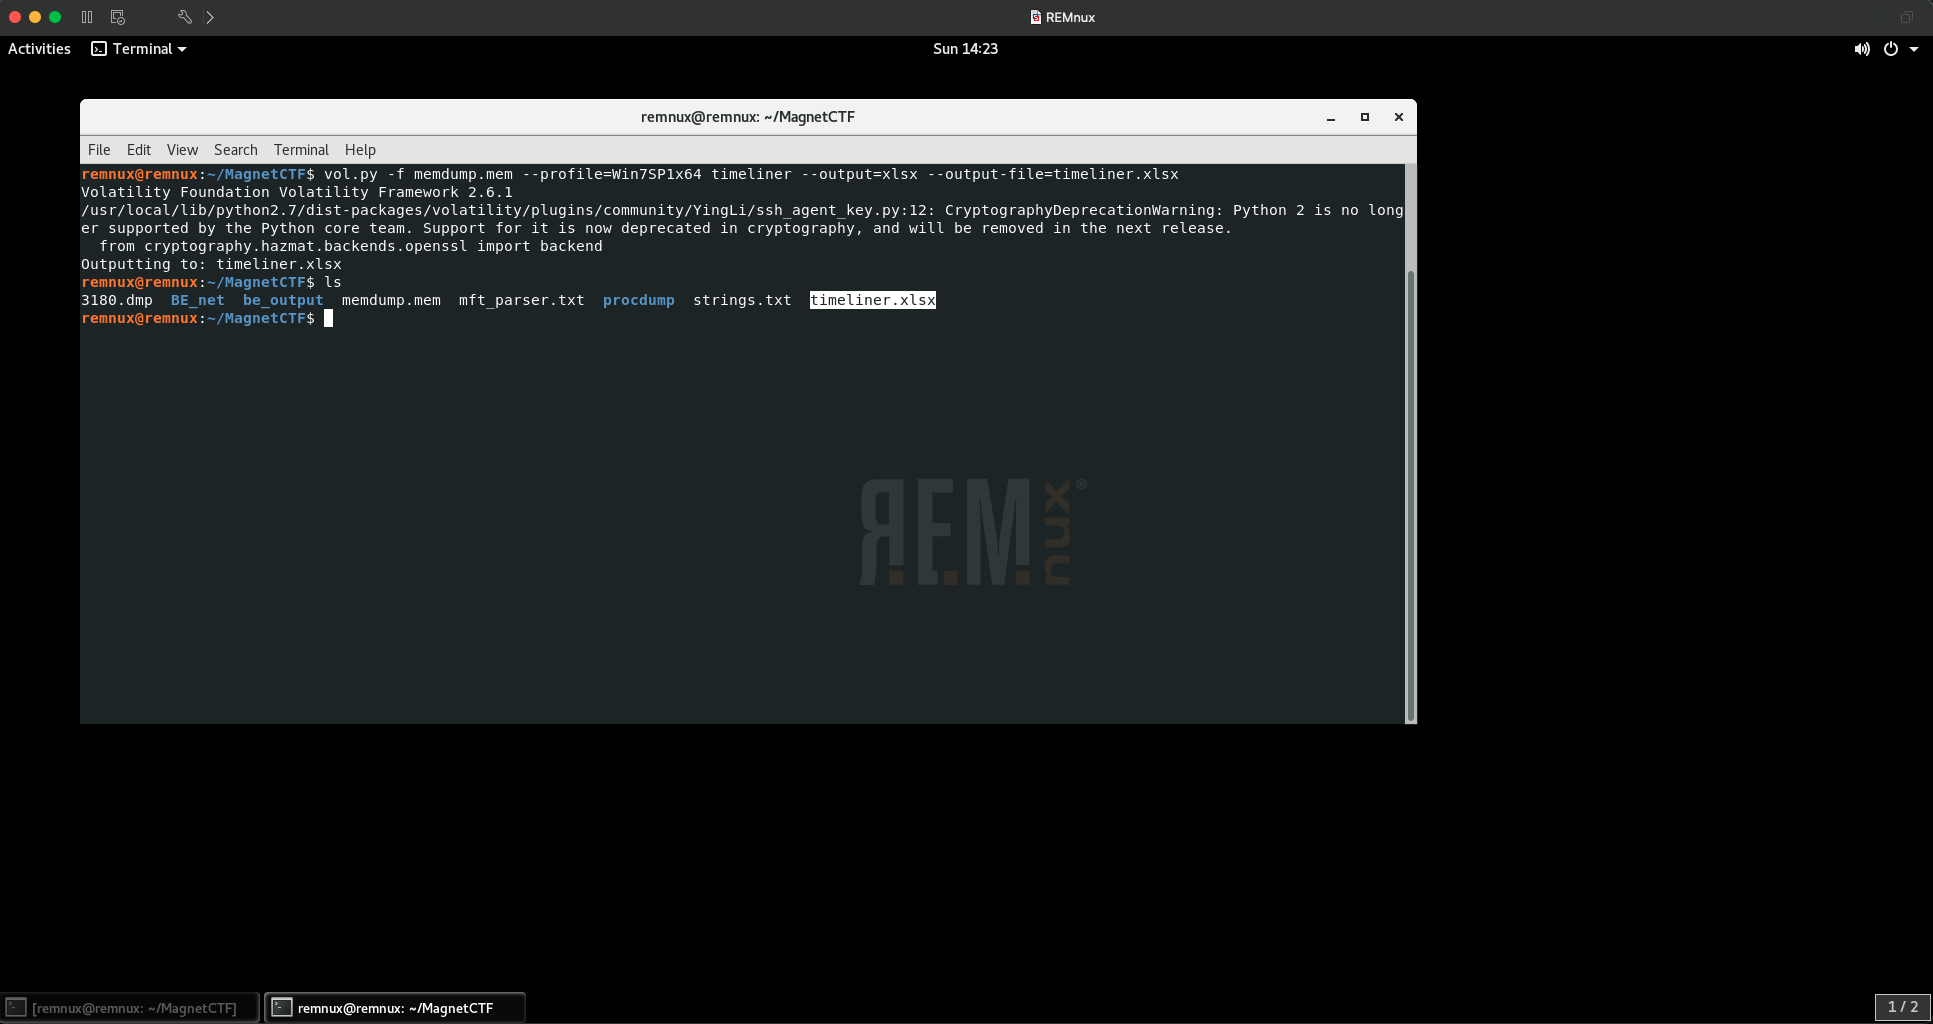 REMnux
Activities Terminal Sun 14:23
remnux@remnux: ~/MagnetCTF
File Edit View Search Terminal Help
remnux@remnux:~/MagnetCTF$ vol.py -f memdump.mem --profile=Win7SP1x64 timeliner --output=xlsx --output-file=timeliner.xlsx
Volatility Foundation Volatility Framework 2.6.1
/usr/local/lib/python2.7/dist-packages/volatility/plugins/community/YingLi/ssh_agent_key.py:12: CryptographyDeprecationWarning: Python 2 is no long
er supported by the Python core team. Support for it is now deprecated in cryptography, and will be removed in the next release.
  from cryptography.hazmat.backends.openssl import backend
Outputting to: timeliner.xlsx
remnux@remnux:~/MagnetCTF$ ls
3180.dmp  BE_net  be_output  memdump.mem  mft_parser.txt  procdump  strings.txt  timeliner.xlsx
remnux@remnux:~/MagnetCTF$
REM nux ®
[remnux@remnux: ~/MagnetCTF] remnux@remnux: ~/MagnetCTF 1 / 2